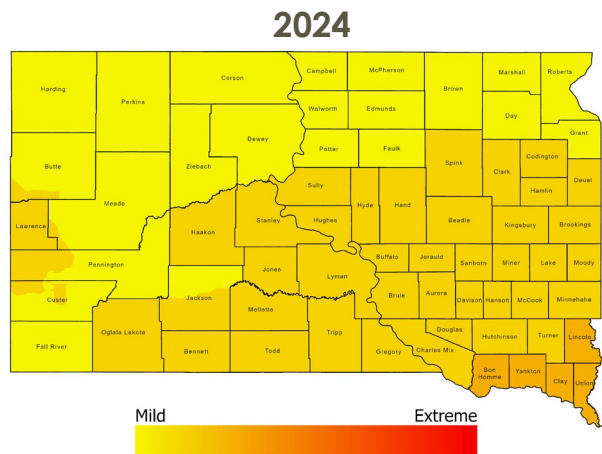 2024
Harding
Perkins
Corson
Campbell
McPherson
Brown
Marshall
Roberts
Walworth
Edmunds
Day
Dewey
Grant
Butte
Ziebach
Potter
Faulk
Spink
Codington
Clark
Deuel
Meade
Sully
Hamlin
Lawrence
Haakon
Stanley
Hughes
Hyde
Hand
Beadle
Kingsbury
Brookings
Pennington
Jones
Lyman
Buffalo
Jerauld
Sanborn
Miner
Lake
Moody
Custer
Jackson
Mellette
Brule
Aurora
Davison
Hanson
McCook
Minnehaha
Fall River
Oglala Lakota
Bennett
Todd
Tripp
Gregory
Charles Mix
Douglas
Hutchinson
Turner
Lincoln
Bon
Homme
Yankton
Clay
Union
Mild
Extreme